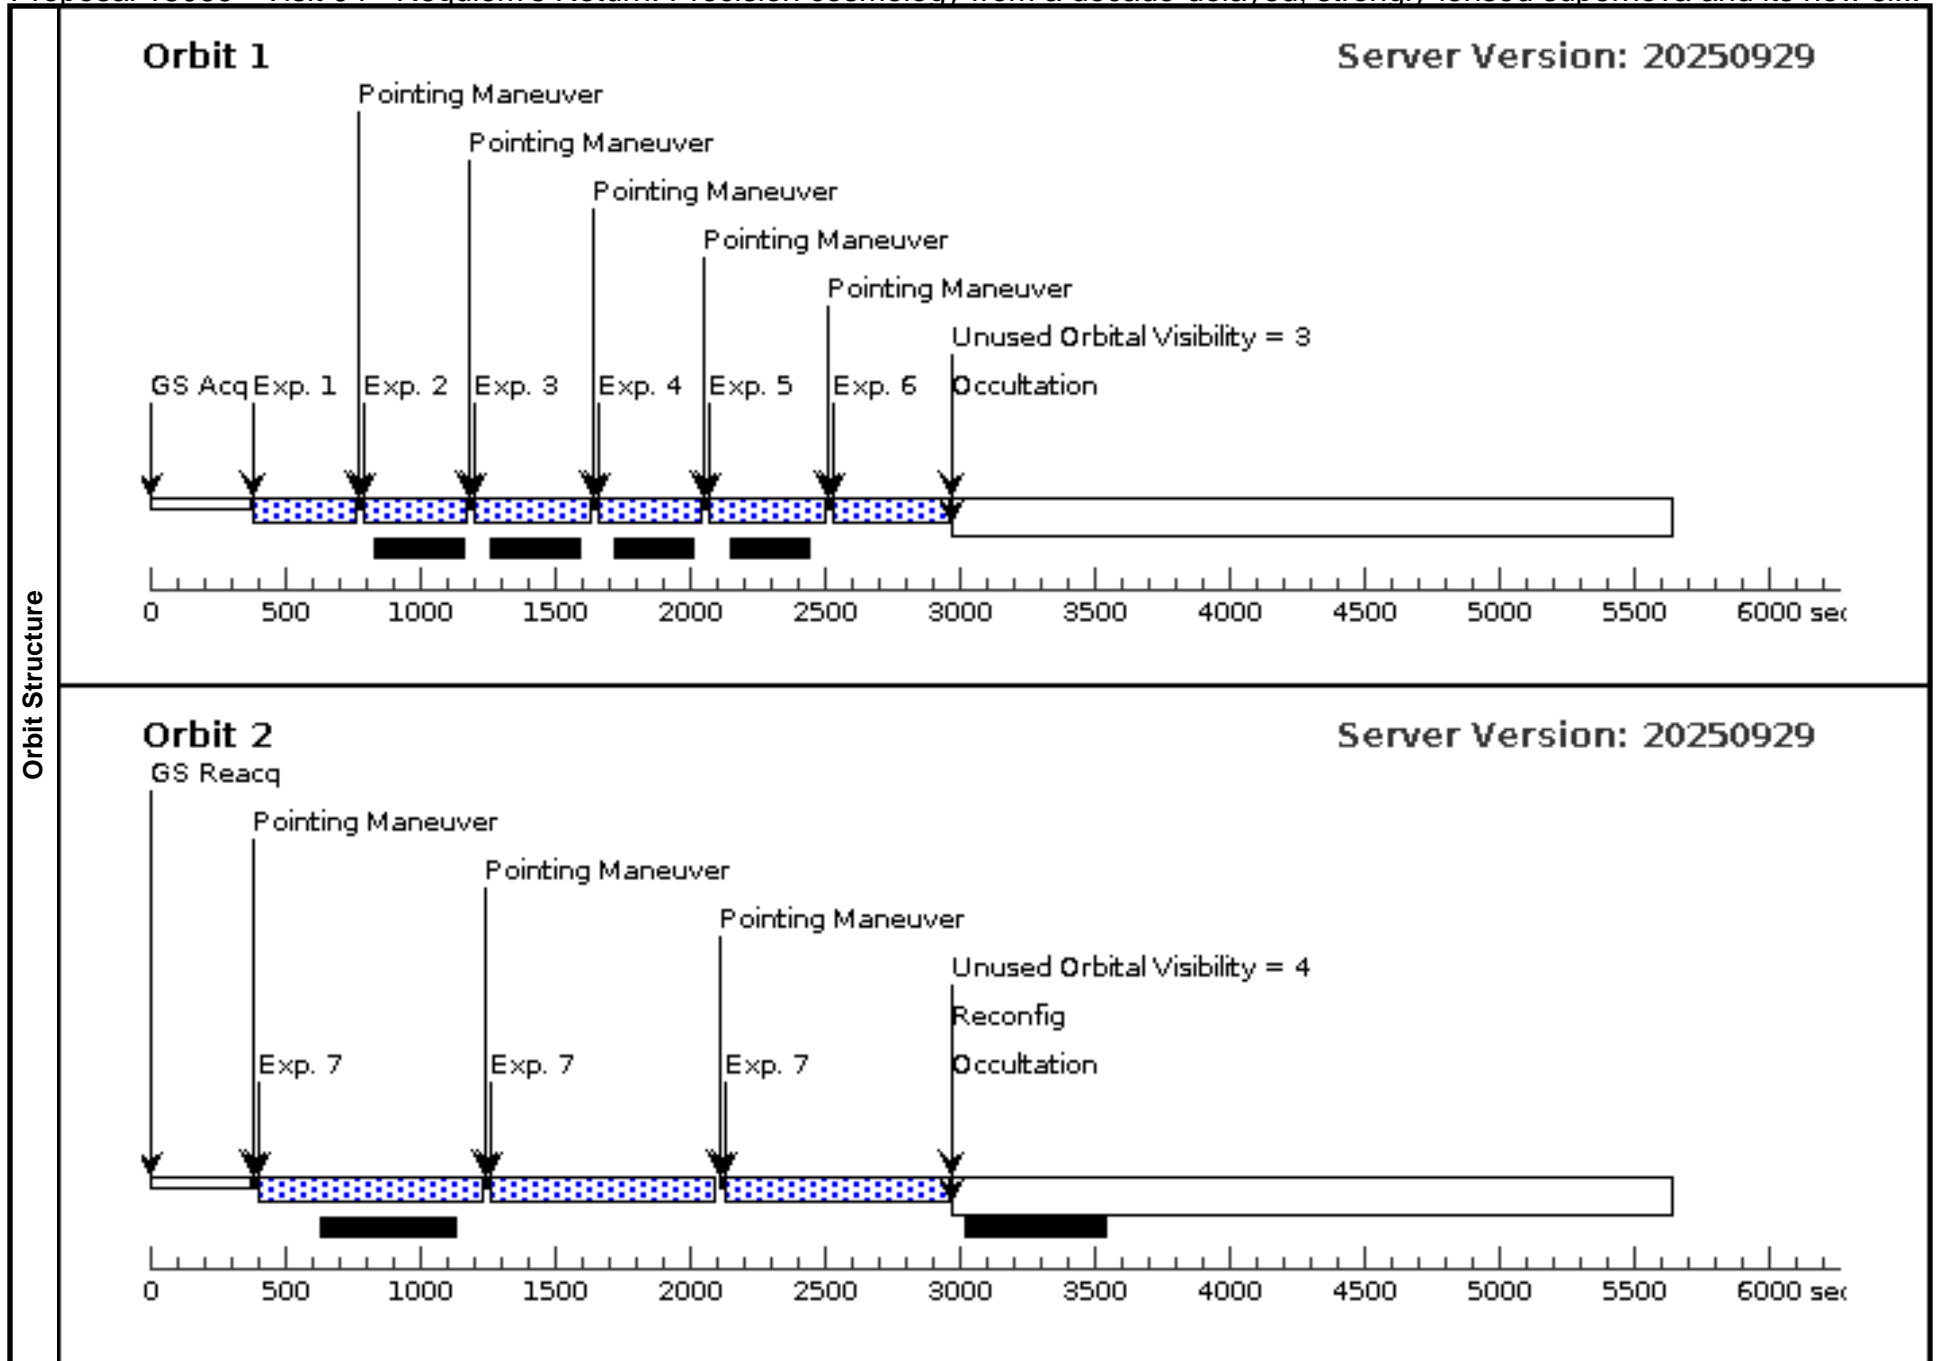 Orbit Structure
Orbit 1
Server Version: 20250929
Pointing Maneuver
Pointing Maneuver
Pointing Maneuver
Pointing Maneuver
Pointing Maneuver
Unused Orbital Visibility = 3
GS Acq Exp. 1 Exp. 2 Exp. 3 Exp. 4 Exp. 5 Exp. 6 Occultation
0 500 1000 1500 2000 2500 3000 3500 4000 4500 5000 5500 6000 sec
Orbit 2
Server Version: 20250929
GS Reacq
Pointing Maneuver
Pointing Maneuver
Pointing Maneuver
Unused Orbital Visibility = 4
Reconfig
Exp. 7 Exp. 7 Exp. 7 Occultation
0 500 1000 1500 2000 2500 3000 3500 4000 4500 5000 5500 6000 sec